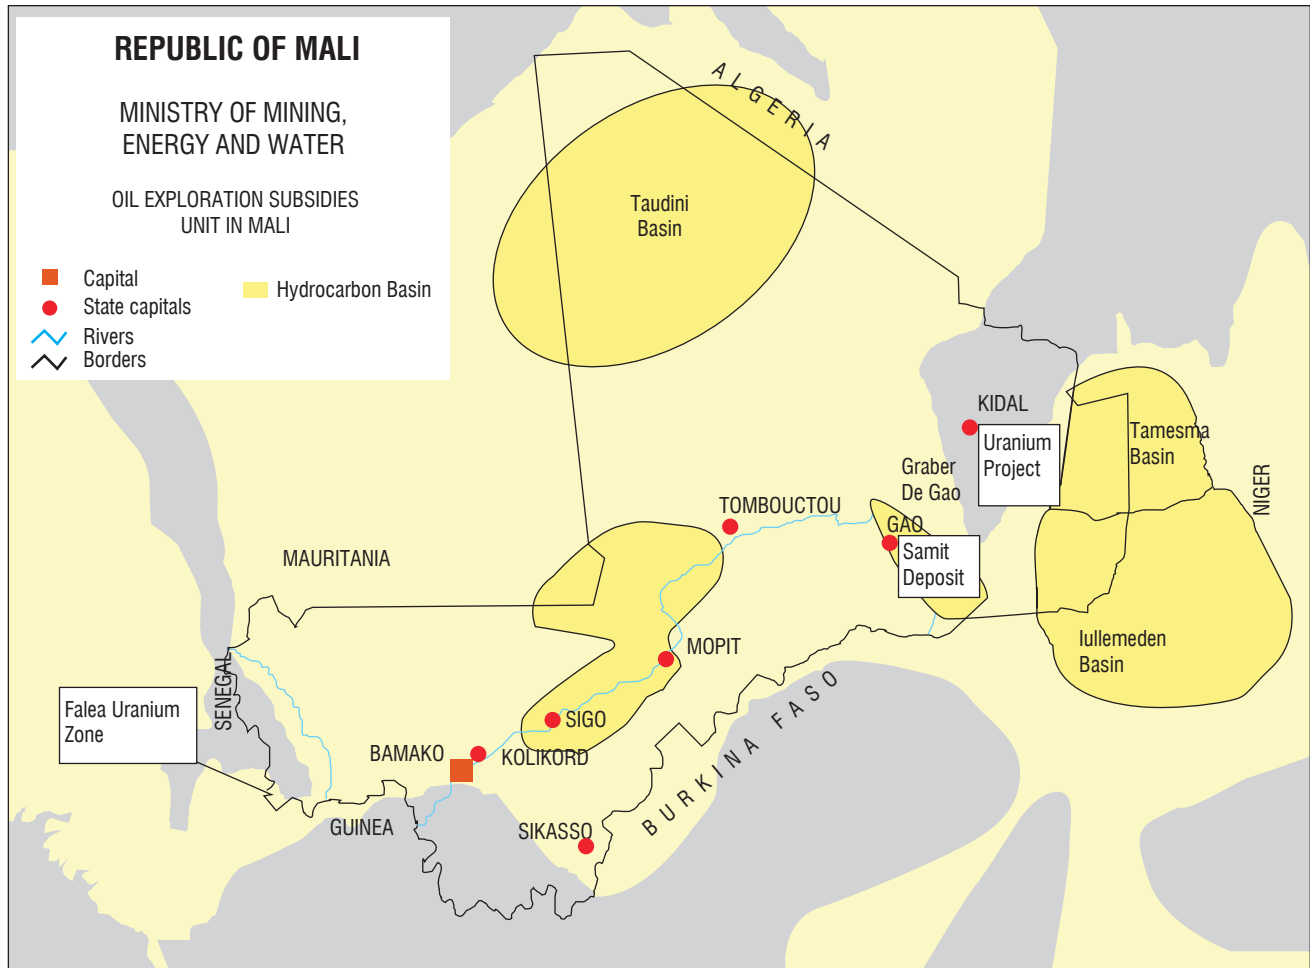 REPUBLIC OF MALI
MINISTRY OF MINING,
ENERGY AND WATER
OIL EXPLORATION SUBSIDIES
UNIT IN MALI
Capital
State capitals
Rivers
Borders
Hydrocarbon Basin
ALGERIA
Taudini
Basin
KIDAL
Uranium
Project
Tamesma
Basin
Graber
De Gao
NIGER
TOMBOUCTOU
GAO
Samit
Deposit
MAURITANIA
Iullemeden
Basin
MOPIT
SENEGAL
Falea Uranium
Zone
SIGO
BAMAKO
KOLIKORD
BURKINA FASO
GUINEA
SIKASSO